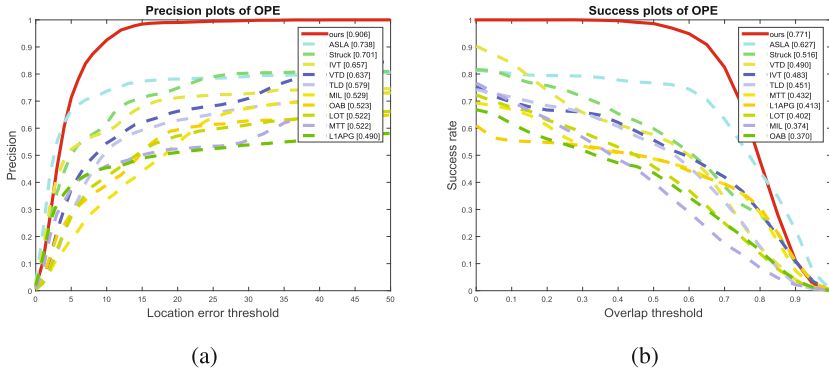 Precision plots of OPE
1
0.9
0.8
0.7
0.6
0.5
0.4
0.3
0.2
0.1
0
Precision
0 5 10 15 20 25 30 35 40 45 50
Location error threshold
ours [0.906]
ASLA [0.738]
Struck [0.701]
IVT [0.657]
VTD [0.637]
TLD [0.579]
MIL [0.529]
OAB [0.523]
LOT [0.522]
MTT [0.522]
L1APG [0.490]
(a)
Success plots of OPE
1
0.9
0.8
0.7
0.6
0.5
0.4
0.3
0.2
0.1
0
Success rate
0 0.1 0.2 0.3 0.4 0.5 0.6 0.7 0.8 0.9
Overlap threshold
ours [0.771]
ASLA [0.627]
Struck [0.516]
VTD [0.490]
IVT [0.483]
TLD [0.451]
MTT [0.432]
L1APG [0.413]
LOT [0.402]
MIL [0.374]
OAB [0.370]
(b)